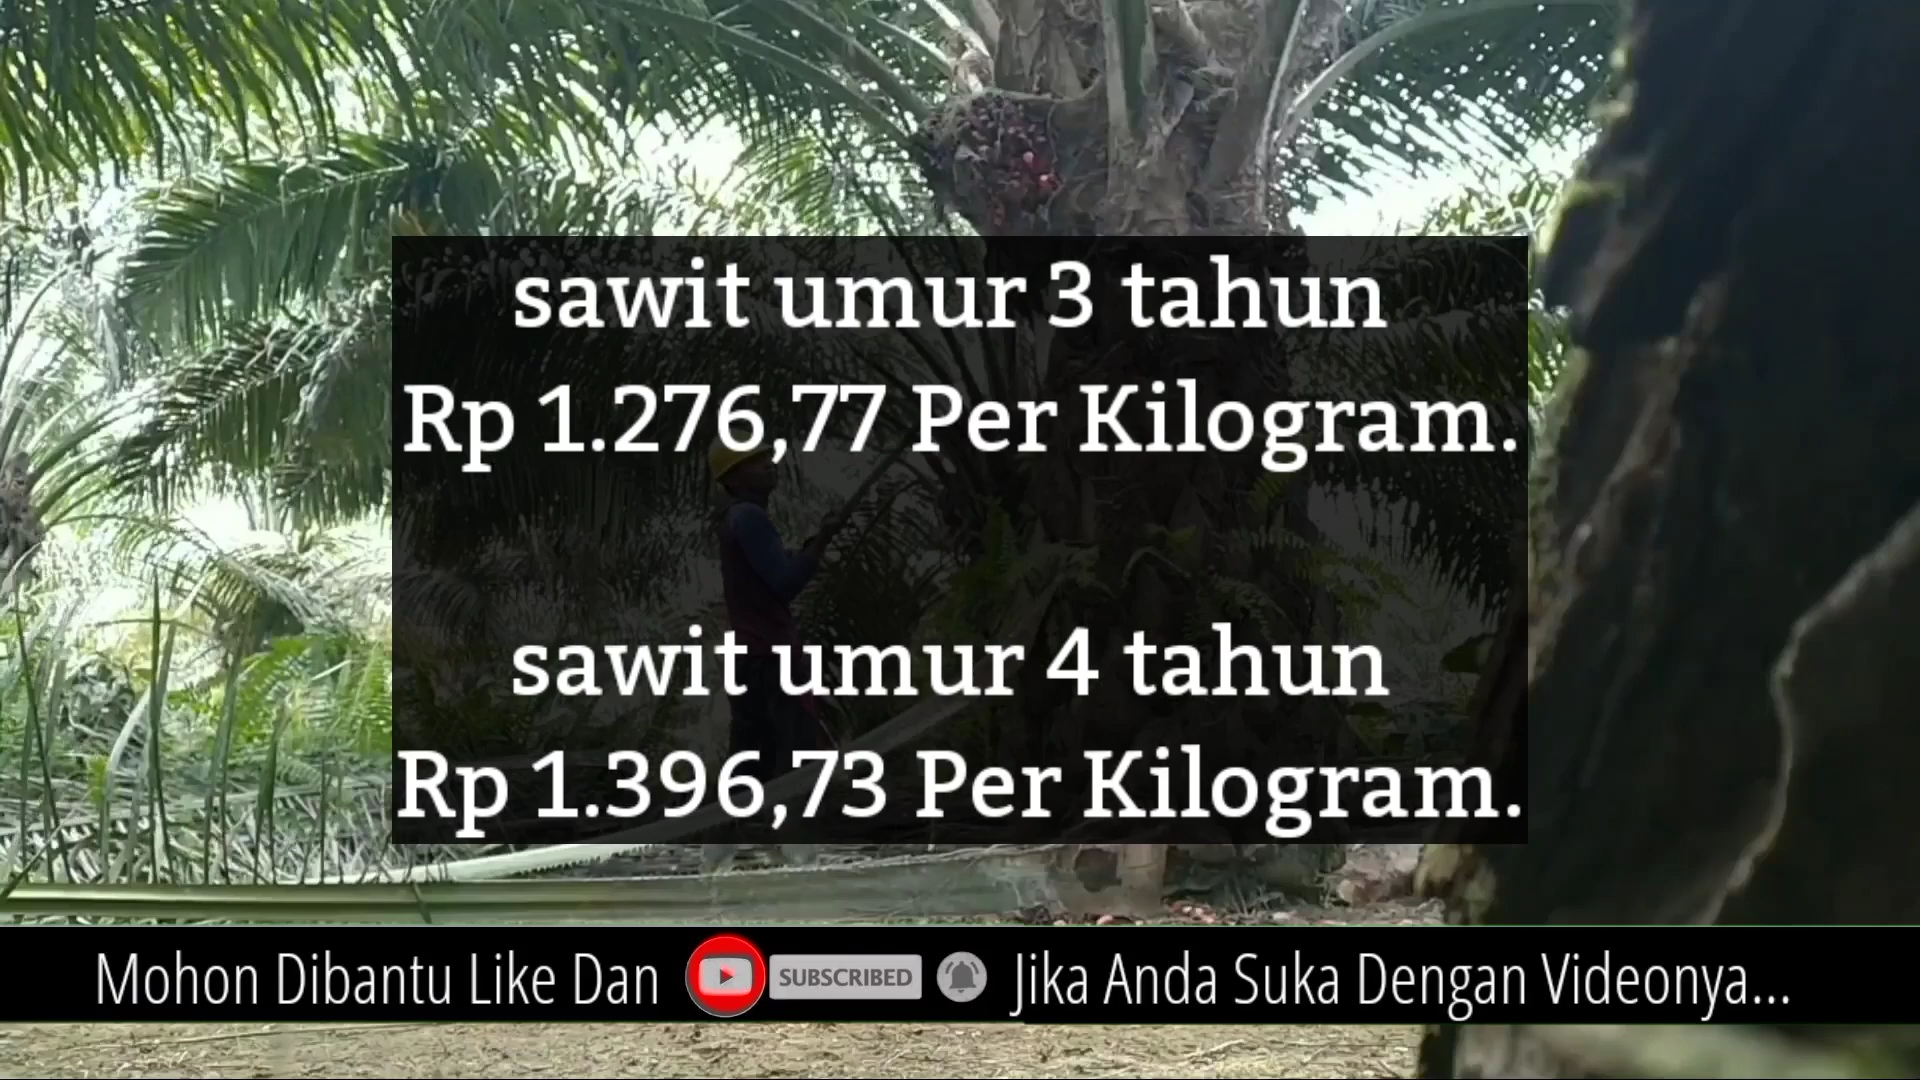 sawit umur 3 tahun
Rp 1.276,77 Per Kilogram.
sawit umur 4 tahun
Rp 1.396,73 Per Kilogram.
Mohon Dibantu Like Dan SUBSCRIBED Jika Anda Suka Dengan Videonya...